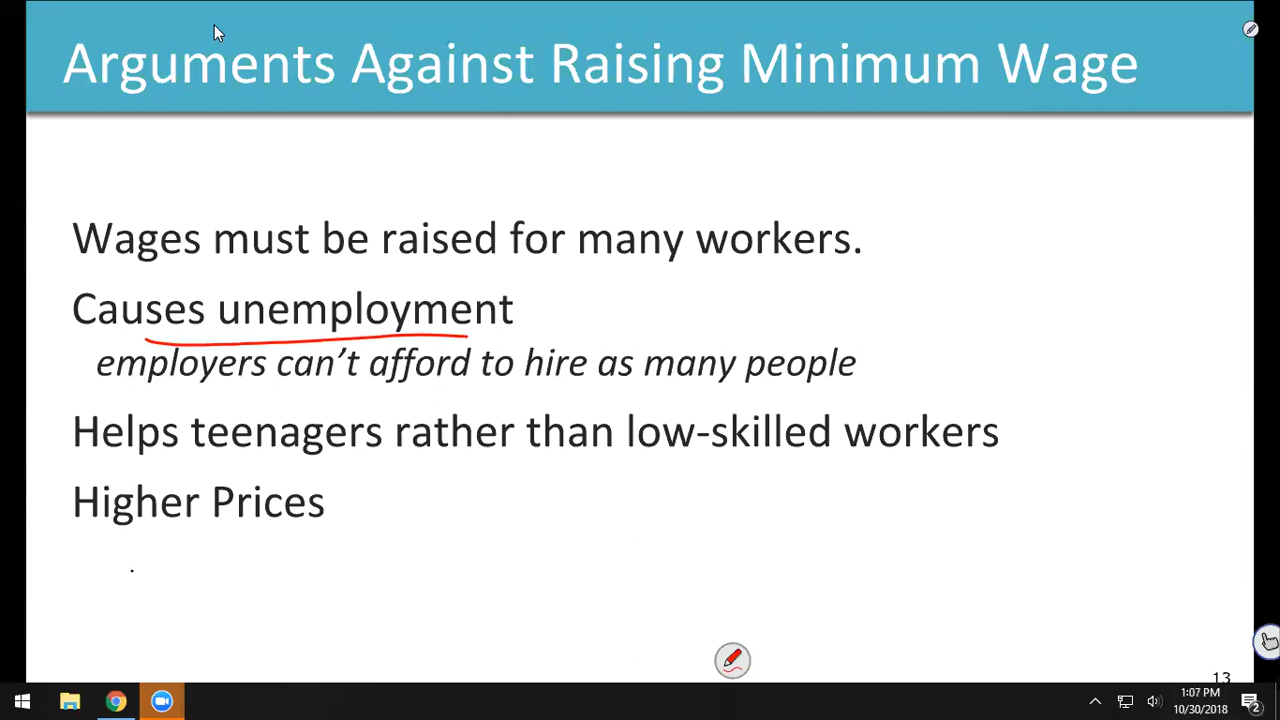 Arguments Against Raising Minimum Wage
Wages must be raised for many workers.
Causes unemployment
employers can’t afford to hire as many people
Helps teenagers rather than low-skilled workers
Higher Prices
.
13
1:07 PM
10/30/2018
2